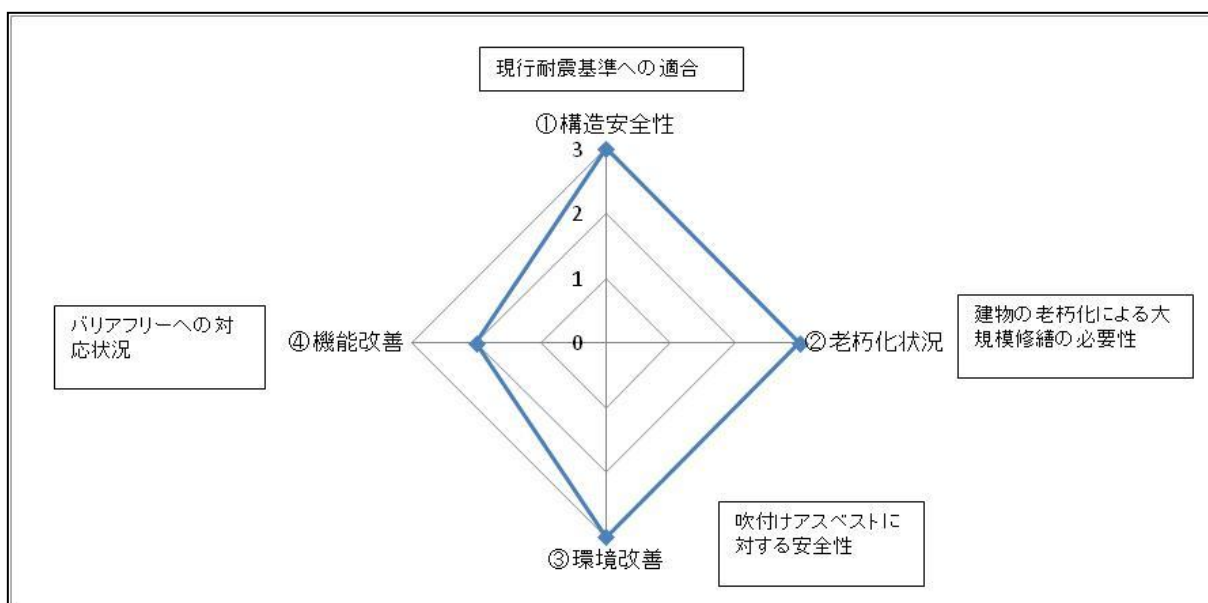 現行耐震基準への適合
①構造安全性
3
2
1
0
バリアフリーへの対
応状況
④機能改善
②老朽化状況
建物の老朽化による大
規模修繕の必要性
吹付けアスベストに
対する安全性
③環境改善